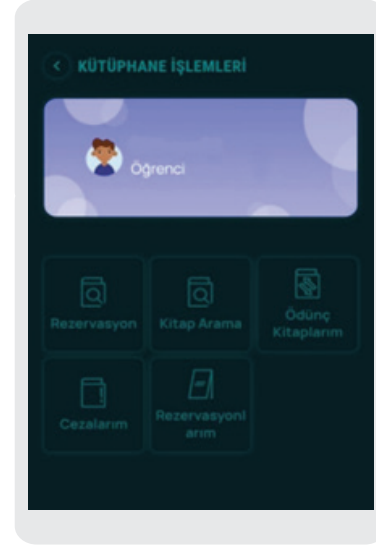 KÜTÜPHANE İŞLEMLERİ
Öğrenci
Rezervasyon
Kitap Arama
Ödünç
Kitaplarım
Cezalarım
Rezervasyonl
arım